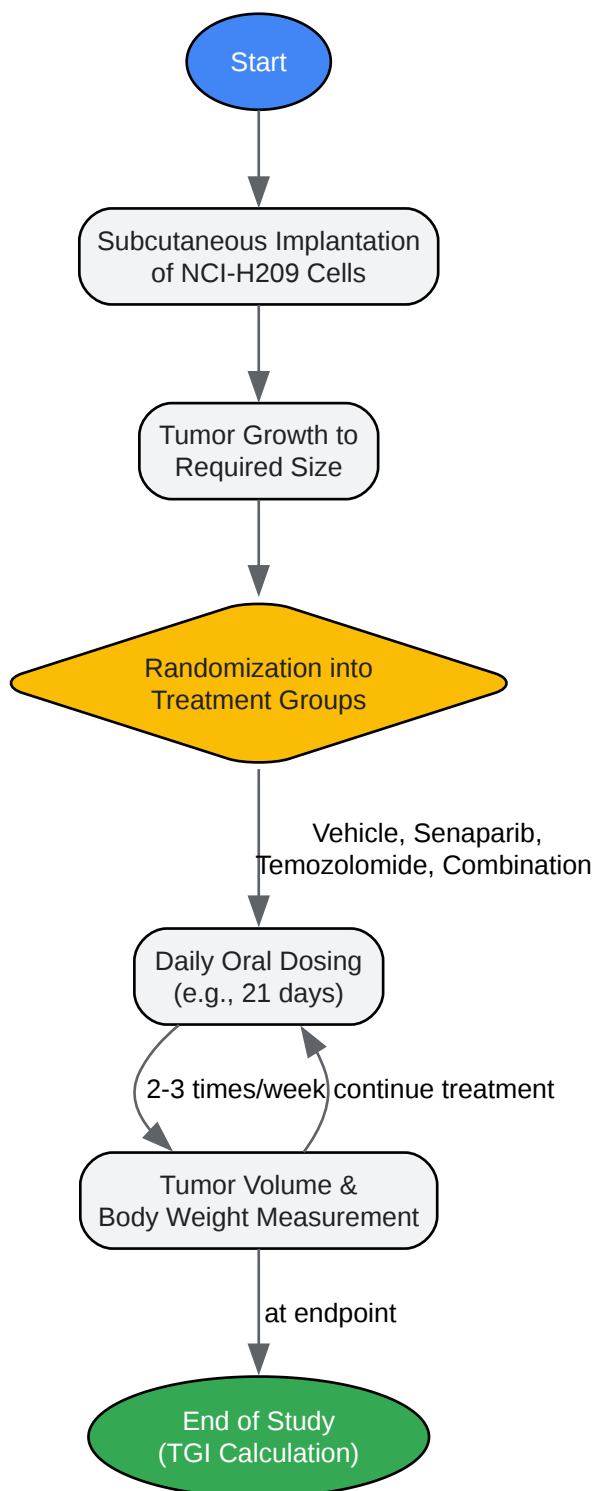 Start
Subcutaneous Implantation
of NCI-H209 Cells
Tumor Growth to
Required Size
Randomization into
Treatment Groups
Vehicle, Senaparib,
Temozolomide, Combination
Daily Oral Dosing
(e.g., 21 days)
2-3 times/week
continue treatment
Tumor Volume &
Body Weight Measurement
at endpoint
End of Study
(TGI Calculation)